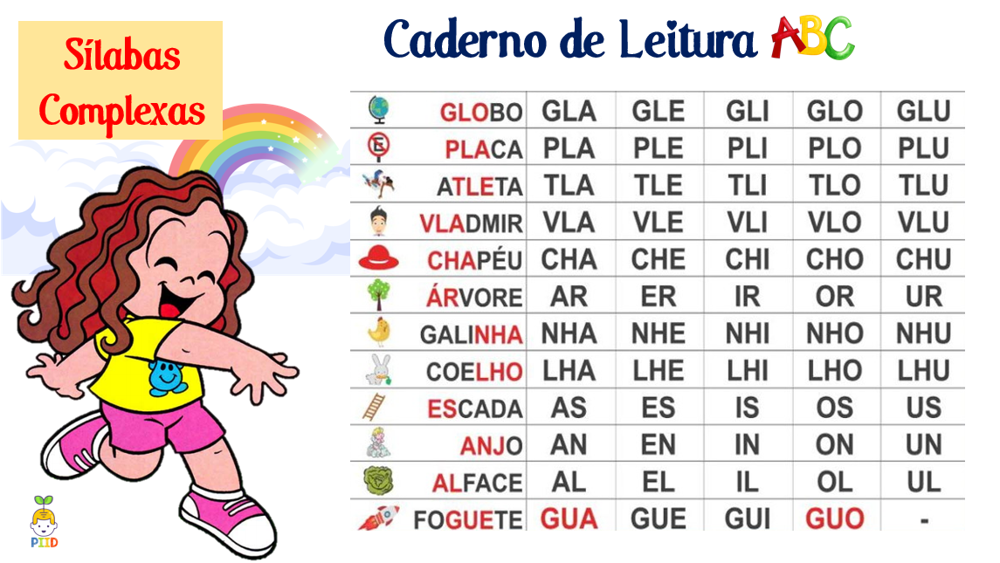 Sílabas
Complexas
Caderno de Leitura ABC
GLOBO GLA GLE GLI GLO GLU
PLACA PLA PLE PLI PLO PLU
ATLETA TLA TLE TLI TLO TLU
VLADMIR VLA VLE VLI VLO VLU
CHAPÉU CHA CHE CHI CHO CHU
ÁRVORE AR ER IR OR UR
GALINHA NHA NHE NHI NHO NHU
COELHO LHA LHE LHI LHO LHU
ESCADA AS ES IS OS US
ANJO AN EN IN ON UN
ALFACE AL EL IL OL UL
FOGUETE GUA GUE GUI GUO -
E
PIID